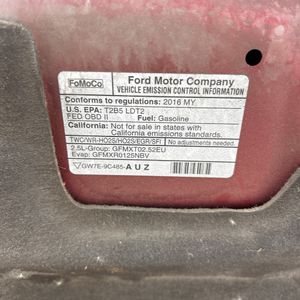 FoMoCo
Ford Motor Company
VEHICLE EMISSION CONTROL INFORMATION
Conforms to regulations: 2016 MY
U.S. EPA: T2B5 LDT2
FED OBD II Fuel: Gasoline
California: Not for sale in states with
California emissions standards.
TWC/WR-HO2S/HO2S/EGR/SFI No adjustments needed.
2.5L-Group: GFMXT02.52EU
Evap: GFMXR0125NBV
GW7E-9C485-AUZ